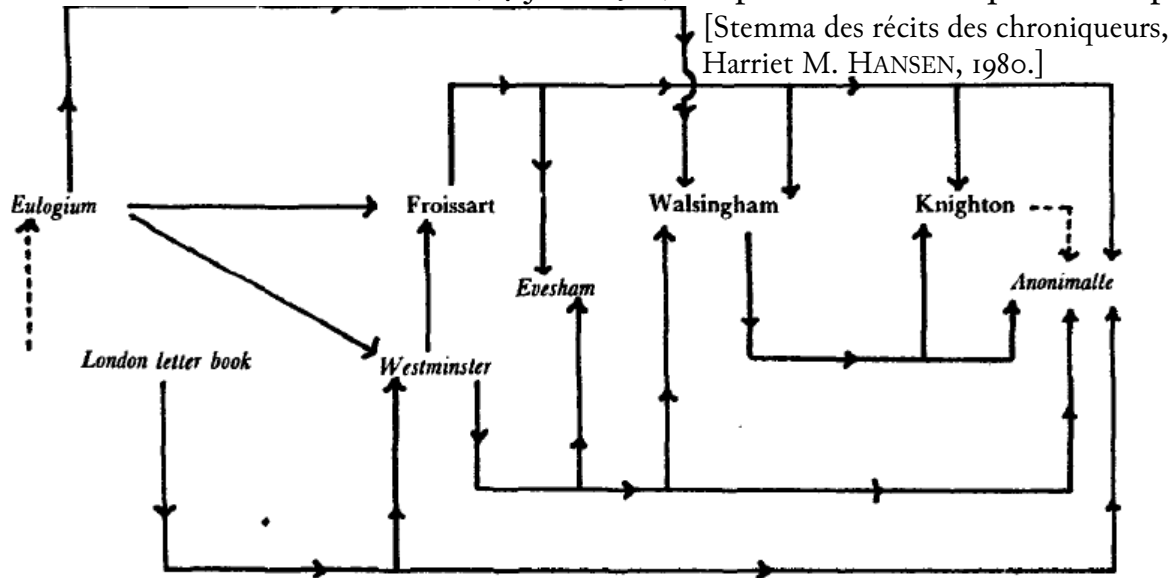 [Stemma des récits des chroniqueurs,
Harriet M. HANSEN, 1980.]
Eulogium
Froissart
Walsingham
Knighton
Evesham
Anonimalle
London letter book
Westminster